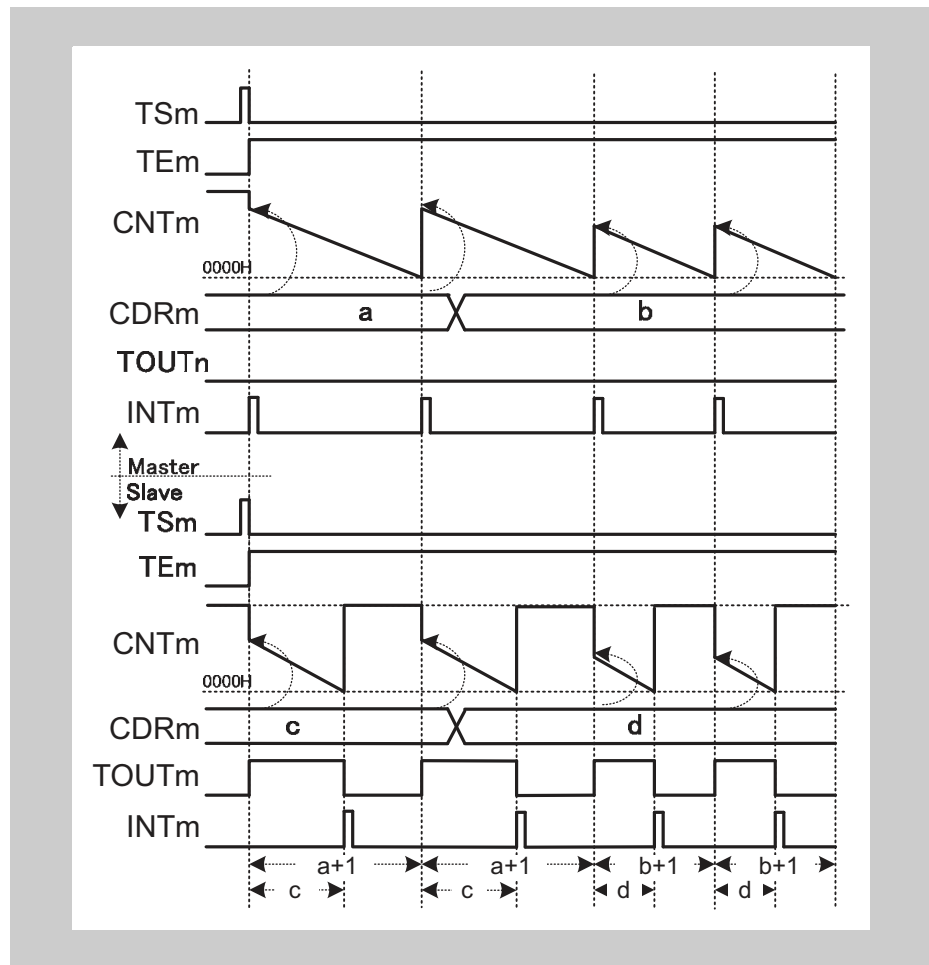 TSm
TEm
CNTm
0000H
CDRm a b
TOUTn
INTm
Master
Slave
TSm
TEm
CNTm
0000H
CDRm c d
TOUTm
INTm
a+1 a+1 b+1 b+1
c c d d